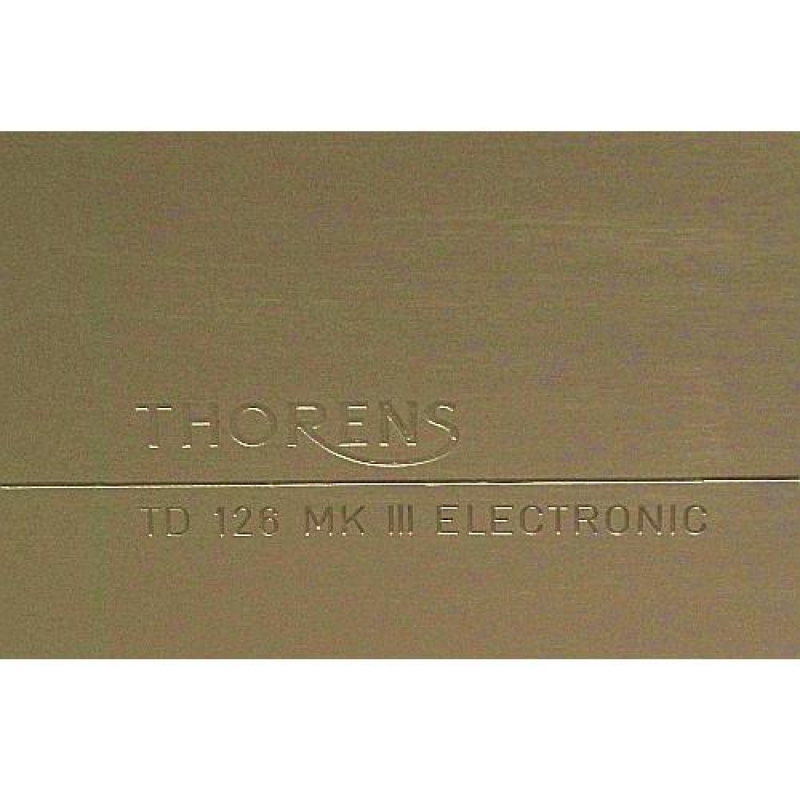 THORENS
TD 126 MK III ELECTRONIC